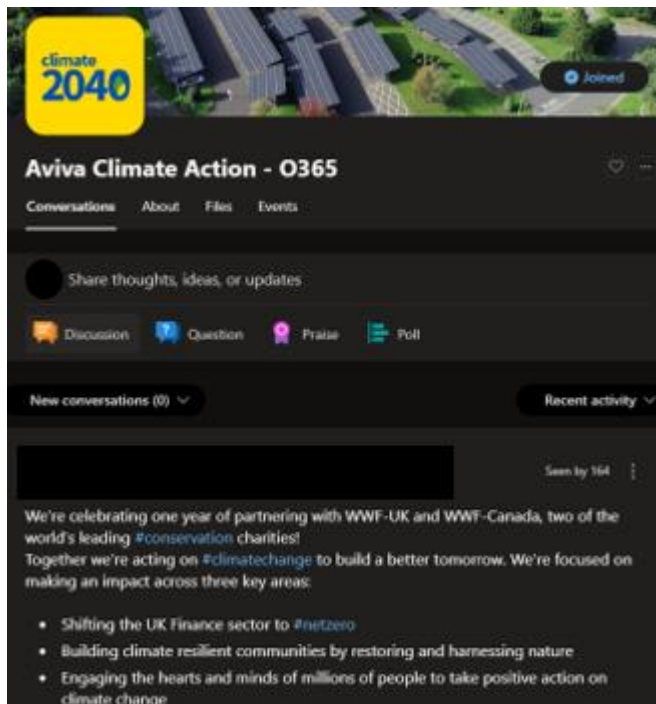 climate
2040
Joined
Aviva Climate Action - O365
Conversations About Files Events
Share thoughts, ideas, or updates
Discussion Question Praise Poll
New conversations (0) Recent activity
Seen by 164
We're celebrating one year of partnering with WWF-UK and WWF-Canada, two of the
world's leading #conservation charities!
Together we're acting on #climatechange to build a better tomorrow. We're focused on
making an impact across three key areas:
• Shifting the UK Finance sector to #netzero
• Building climate resilient communities by restoring and harnessing nature
• Engaging the hearts and minds of millions of people to take positive action on
climate change